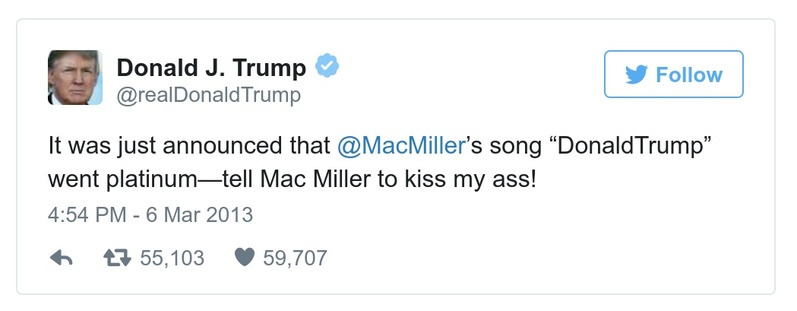 Donald J. Trump
@realDonaldTrump
Follow
It was just announced that @MacMiller’s song “DonaldTrump”
went platinum—tell Mac Miller to kiss my ass!
4:54 PM - 6 Mar 2013
55,103 59,707